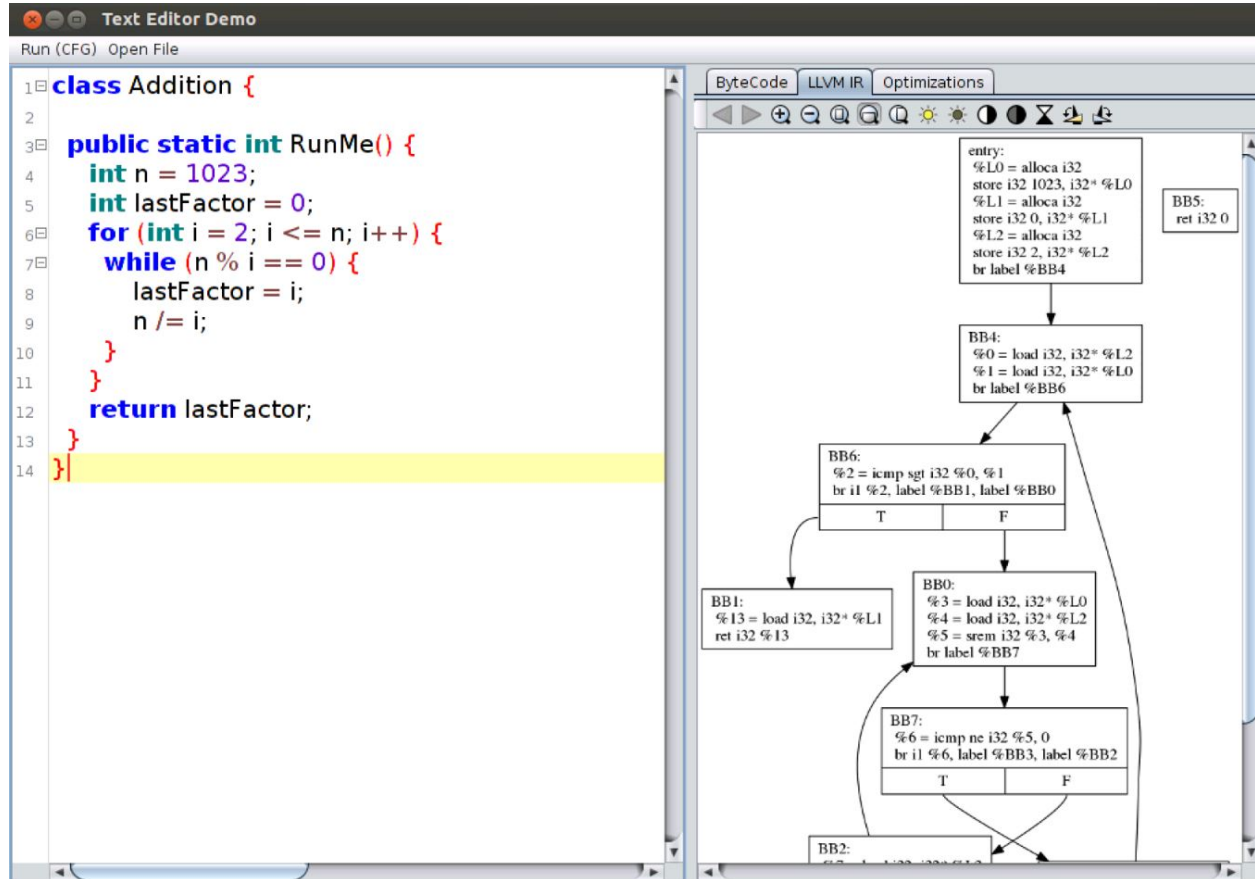 Text Editor Demo
Run (CFG) Open File
1 class Addition {
2
3 public static int RunMe() {
4 int n = 1023;
5 int lastFactor = 0;
6 for (int i = 2; i <= n; i++) {
7 while (n % i == 0) {
8 lastFactor = i;
9 n /= i;
10 }
11 }
12 return lastFactor;
13 }
14 }
ByteCode LLVM IR Optimizations
entry:
%L0 = alloca i32
store i32 1023, i32* %L0
%L1 = alloca i32
store i32 0, i32* %L1
%L2 = alloca i32
store i32 2, i32* %L2
br label %BB4
BB5:
ret i32 0
BB4:
%0 = load i32, i32* %L2
%1 = load i32, i32* %L0
br label %BB6
BB6:
%2 = icmp sgt i32 %0, %1
br i1 %2, label %BB1, label %BB0
T F
BB1:
%13 = load i32, i32* %L1
ret i32 %13
BB0:
%3 = load i32, i32* %L0
%4 = load i32, i32* %L2
%5 = srem i32 %3, %4
br label %BB7
BB7:
%6 = icmp ne i32 %5, 0
br i1 %6, label %BB3, label %BB2
T F
BB2: